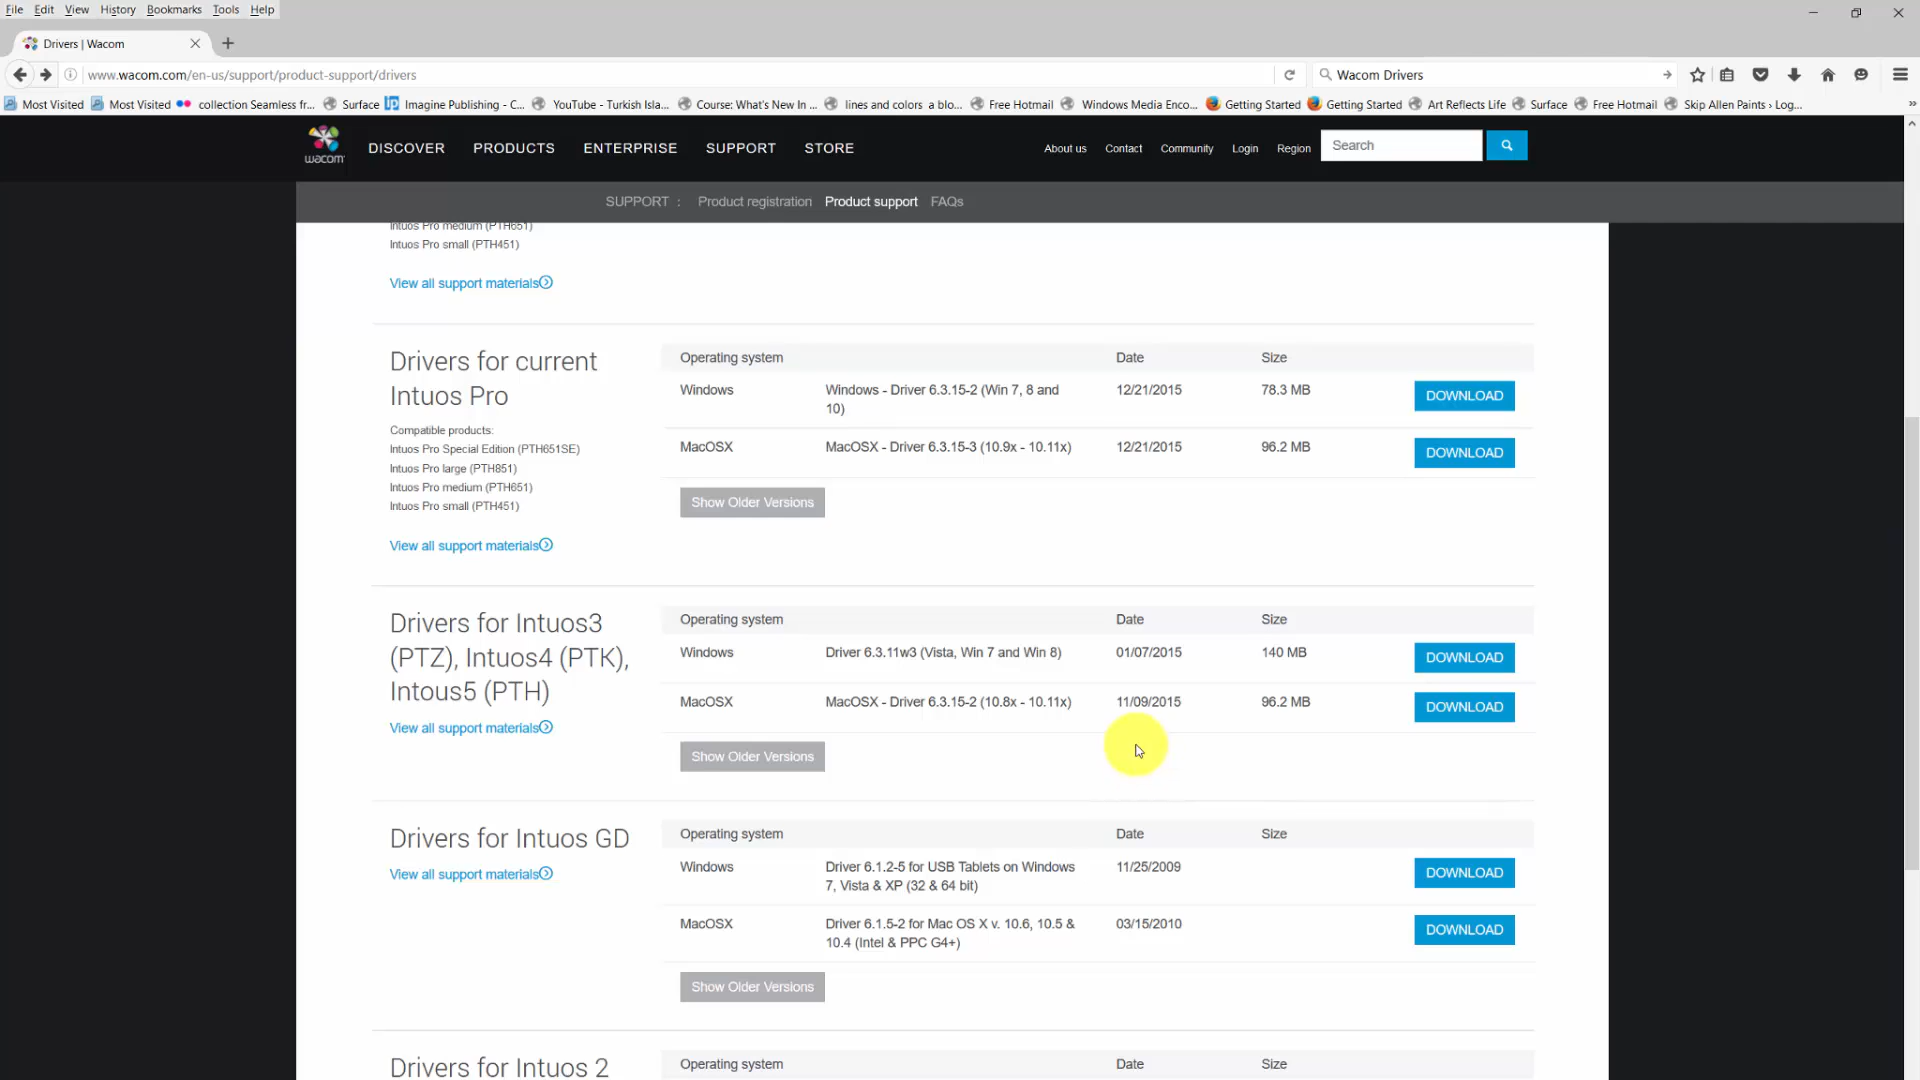 File Edit View History Bookmarks Tools Help
Drivers | Wacom
www.wacom.com/en-us/support/product-support/drivers
Wacom Drivers
Most Visited Most Visited collection Seamless fr... Surface Imagine Publishing - C... YouTube - Turkish Isla... Course: What's New In ... lines and colors a blo... Free Hotmail Windows Media Enco... Getting Started Getting Started Art Reflects Life Surface Free Hotmail Skip Allen Paints › Log...
wacom
DISCOVER PRODUCTS ENTERPRISE SUPPORT STORE
About us Contact Community Login Region Search
SUPPORT : Product registration Product support FAQs
Intuos Pro medium (PTH651)
Intuos Pro small (PTH451)
View all support materials
Drivers for current
Intuos Pro
Compatible products:
Intuos Pro Special Edition (PTH651SE)
Intuos Pro large (PTH851)
Intuos Pro medium (PTH651)
Intuos Pro small (PTH451)
View all support materials
Operating system Date Size
Windows Windows - Driver 6.3.15-2 (Win 7, 8 and 12/21/2015 78.3 MB DOWNLOAD
10)
MacOSX MacOSX - Driver 6.3.15-3 (10.9x - 10.11x) 12/21/2015 96.2 MB DOWNLOAD
Show Older Versions
Drivers for Intuos3
(PTZ), Intuos4 (PTK),
Intous5 (PTH)
View all support materials
Operating system Date Size
Windows Driver 6.3.11w3 (Vista, Win 7 and Win 8) 01/07/2015 140 MB DOWNLOAD
MacOSX MacOSX - Driver 6.3.15-2 (10.8x - 10.11x) 11/09/2015 96.2 MB DOWNLOAD
Show Older Versions
Drivers for Intuos GD
View all support materials
Operating system Date Size
Windows Driver 6.1.2-5 for USB Tablets on Windows 11/25/2009 DOWNLOAD
7, Vista & XP (32 & 64 bit)
MacOSX Driver 6.1.5-2 for Mac OS X v. 10.6, 10.5 & 03/15/2010 DOWNLOAD
10.4 (Intel & PPC G4+)
Show Older Versions
Drivers for Intuos 2
Operating system Date Size